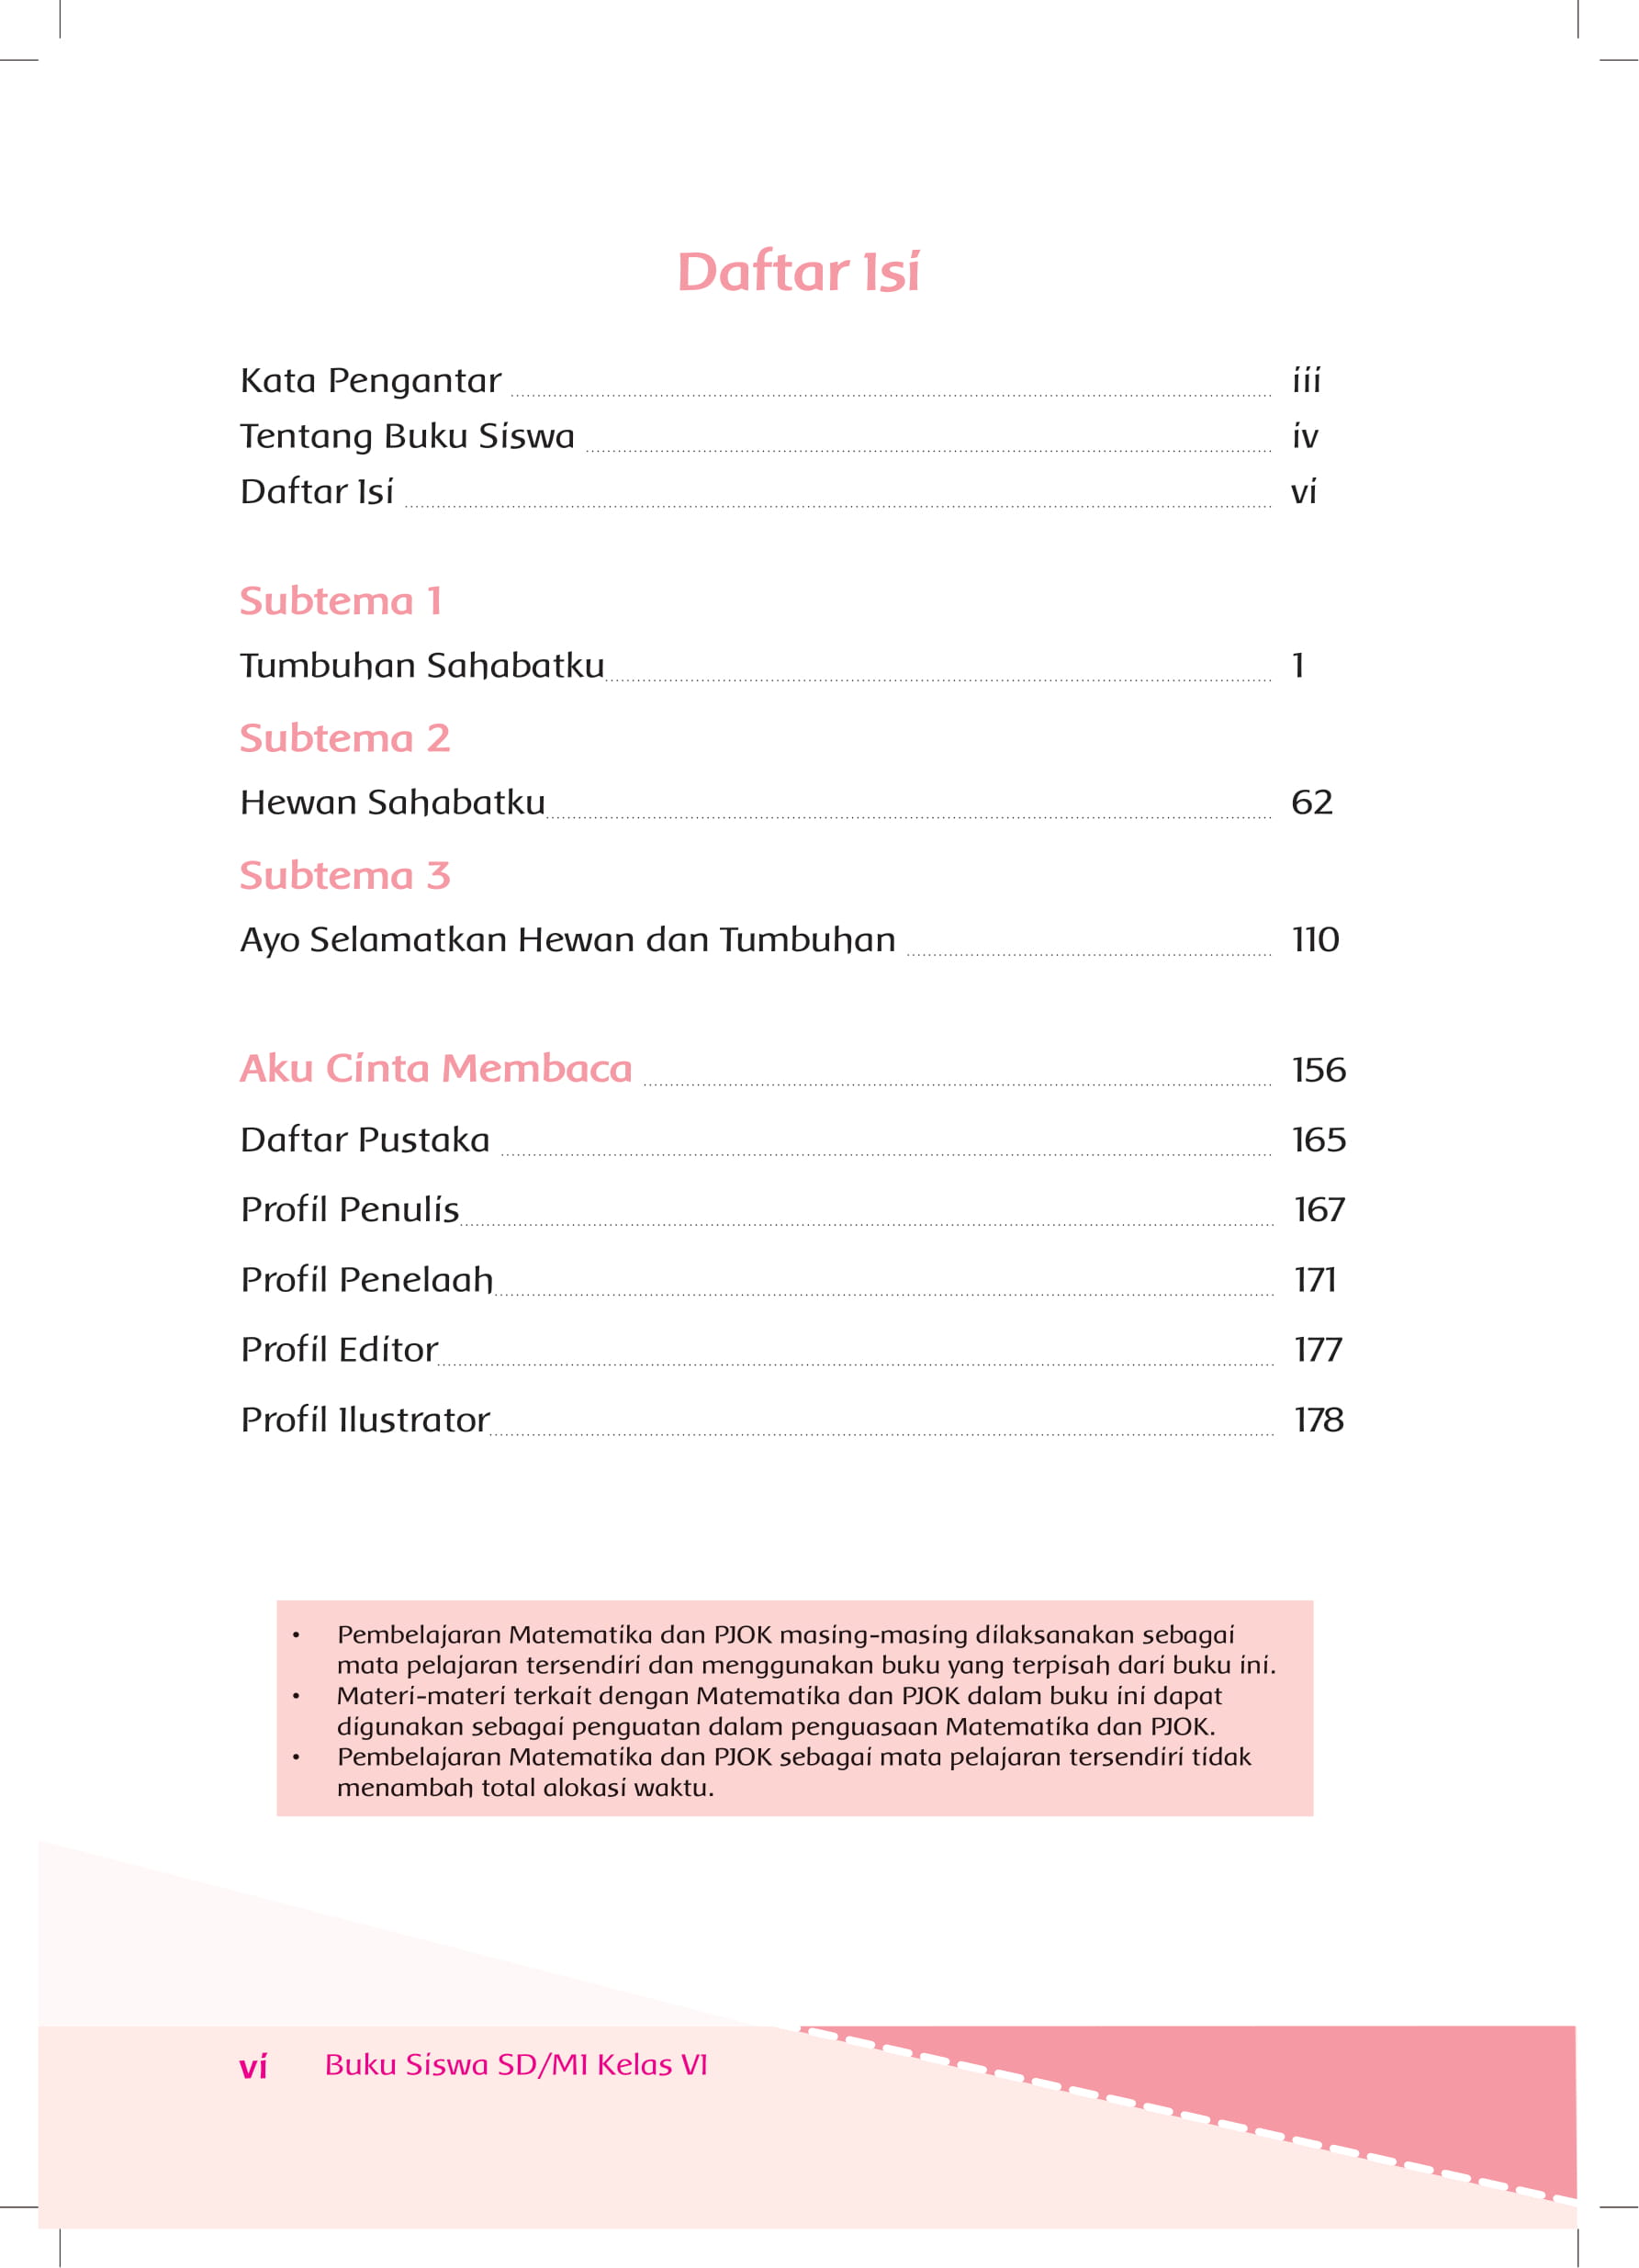 Daftar Isi
Kata Pengantar iii
Tentang Buku Siswa iv
Daftar Isi vi
Subtema 1
Tumbuhan Sahabatku 1
Subtema 2
Hewan Sahabatku 62
Subtema 3
Ayo Selamatkan Hewan dan Tumbuhan 110
Aku Cinta Membaca 156
Daftar Pustaka 165
Profil Penulis 167
Profil Penelaah 171
Profil Editor 177
Profil Ilustrator 178
• Pembelajaran Matematika dan PJOK masing-masing dilaksanakan sebagai
mata pelajaran tersendiri dan menggunakan buku yang terpisah dari buku ini.
• Materi-materi terkait dengan Matematika dan PJOK dalam buku ini dapat
digunakan sebagai penguatan dalam penguasaan Matematika dan PJOK.
• Pembelajaran Matematika dan PJOK sebagai mata pelajaran tersendiri tidak
menambah total alokasi waktu.
vi Buku Siswa SD/MI Kelas VI